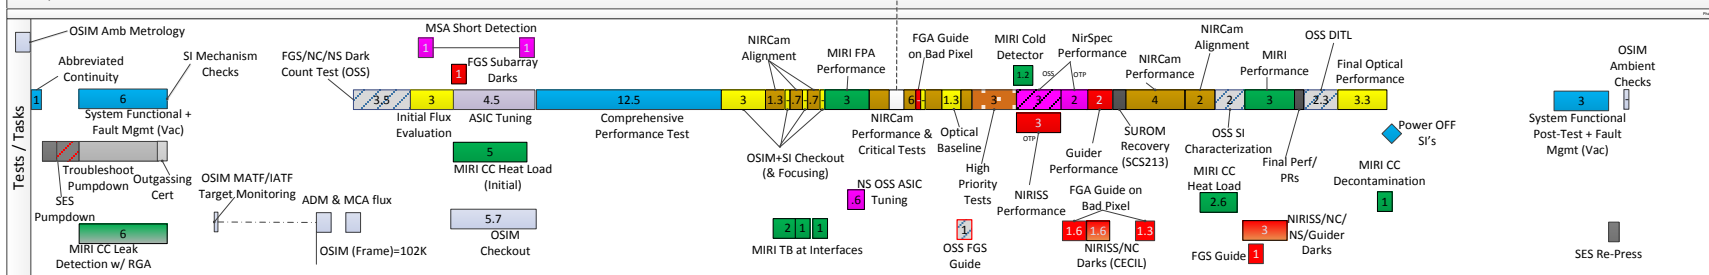 Tests / Tasks
OSIM Amb Metrology
Abbreviated
Continuity
SI Mechanism
Checks
1
6
System Functional +
Fault Mgmt (Vac)
Troubleshoot
Pumpdown
Outgassing
Cert
SES
Pumpdown
6
MIRI CC Leak
Detection w/ RGA
OSIM MATF/IATF
Target Monitoring
ADM & MCA flux
OSIM (Frame)=102K
FGS/NC/NS Dark
Count Test (OSS)
3.5
3
Initial Flux
Evaluation
MSA Short Detection
1
1
1
FGS Subarray
Darks
4.5
ASIC Tuning
5
MIRI CC Heat Load
(Initial)
5.7
OSIM
Checkout
12.5
Comprehensive
Performance Test
NIRCam
Alignment
3
1.3
.7
.7
OSIM+SI Checkout
(& Focusing)
MIRI FPA
Performance
3
NIRCam
Performance &
Critical Tests
.6
NS OSS ASIC
Tuning
2
1
1
MIRI TB at Interfaces
FGA Guide
on Bad Pixel
6
1.3
Optical
Baseline
1
OSS FGS
Guide
3
High
Priority
Tests
MIRI Cold
Detector
1.2
OSS
OTP
NirSpec
Performance
3
2
3
OTP
NIRISS
Performance
2
Guider
Performance
FGA Guide on
Bad Pixel
1.6
1.6
1.3
NIRISS/NC
Darks (CECIL)
SUROM
Recovery
(SCS213)
NIRCam
Performance
4
NIRCam
Alignment
2
2
OSS SI
Characterization
MIRI
Performance
3
MIRI CC
Heat Load
2.6
3
NIRISS/NC/
NS/Guider
Darks
FGS Guide
1
Final Perf/
PRs
OSS DITL
2.3
Final Optical
Performance
3.3
Power OFF
SI's
MIRI CC
Decontamination
1
OSIM
Ambient
Checks
3
System Functional
Post-Test + Fault
Mgmt (Vac)
SES Re-Press